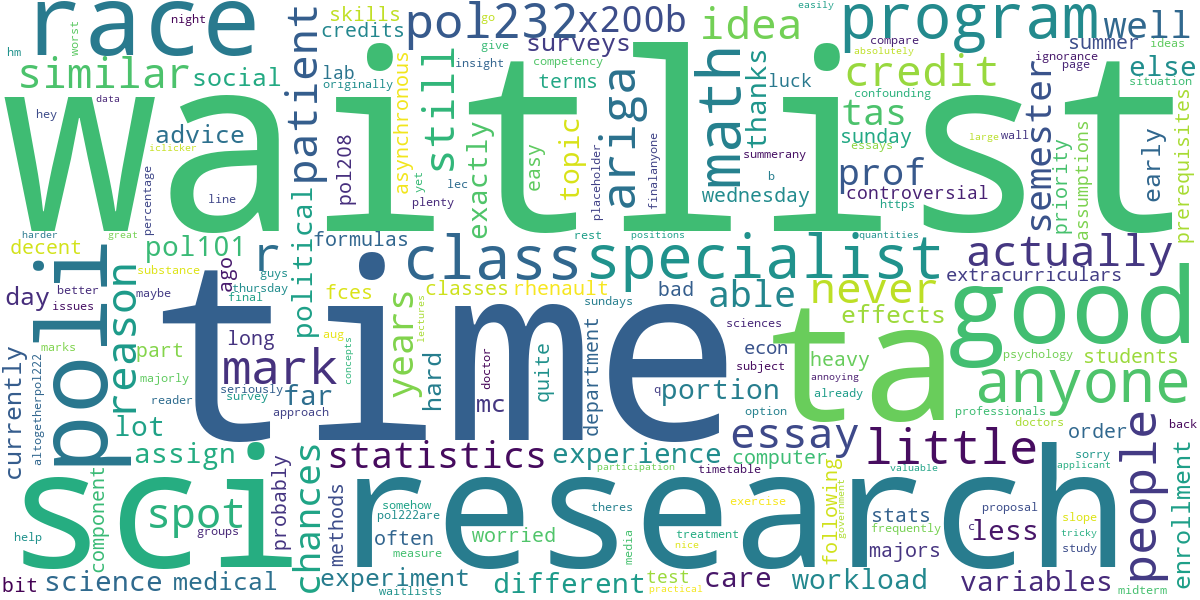 race
night
skills
pol232
x200b
idea
easily
program
well
worst
hm
credits
go
give
surveys
compare
absolutely
summer
ideas
similar
social
patient
lab
originally
asynchronous
still
insight
competency
terms
ariga
math
thanks
luck
credit
confounding
ignorance
page
else
situation
waitlist
data
hey
advice
iclicker
line
percentage
pol208
yet
lec
plenty
exactly
easy
topic
placeholder
finalanyone
summerany
b
wednesday
tas
sunday
essays
prof
controversial
https
large
wall
semester
priority
assumptions
early
prerequisites
harder
great
decent
pol101
r
political
formulas
class
rest
specialist
positions
quantities
actually
extracurriculars
poli
day
better
issues
reason
substance
maybe
ago
guys
thursday
final
fces
classes
rhenault
sundays
bad
able
never
effects
good
time
currently
marks
altogetherpol222
part
majorly
reader
long
mark
seriously
survey
approach
aug
concepts
years
lectures
hard
doctor
mc
quite
department
q
portion
econ
sciences
subject
ta
heavy
annoying
already
option
psychology
students
anyone
professionals
doctors
lot
far
assign
statistics
experience
participation
essay
computer
timetable
little
order
back
sorry
applicant
valuable
people
sci
component
help
spot
groups
probably
chances
methods
research
somehow
pol222are
often
measure
worried
theres
media
treatment
test
nice
practical
exercise
following
government
stats
frequently
majors
c
less
proposal
study
slope
tricky
midterm
enrollment
bit
science
medical
experiment
waitlists
different
care
workload
variables